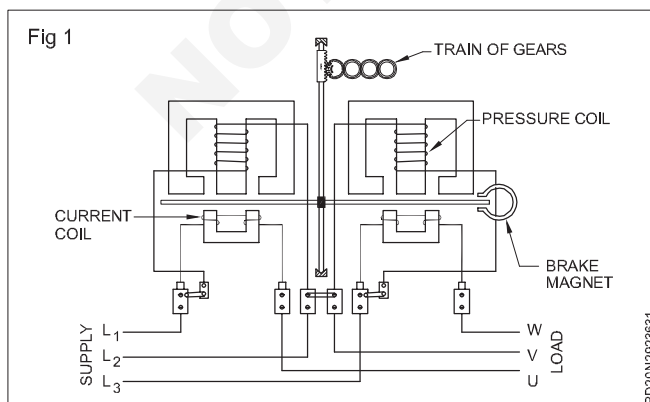 Fig 1
TRAIN OF GEARS
PRESSURE COIL
CURRENT
COIL
BRAKE
MAGNET
SUPPLY
L1
L2
L3
W
V
U
LOAD